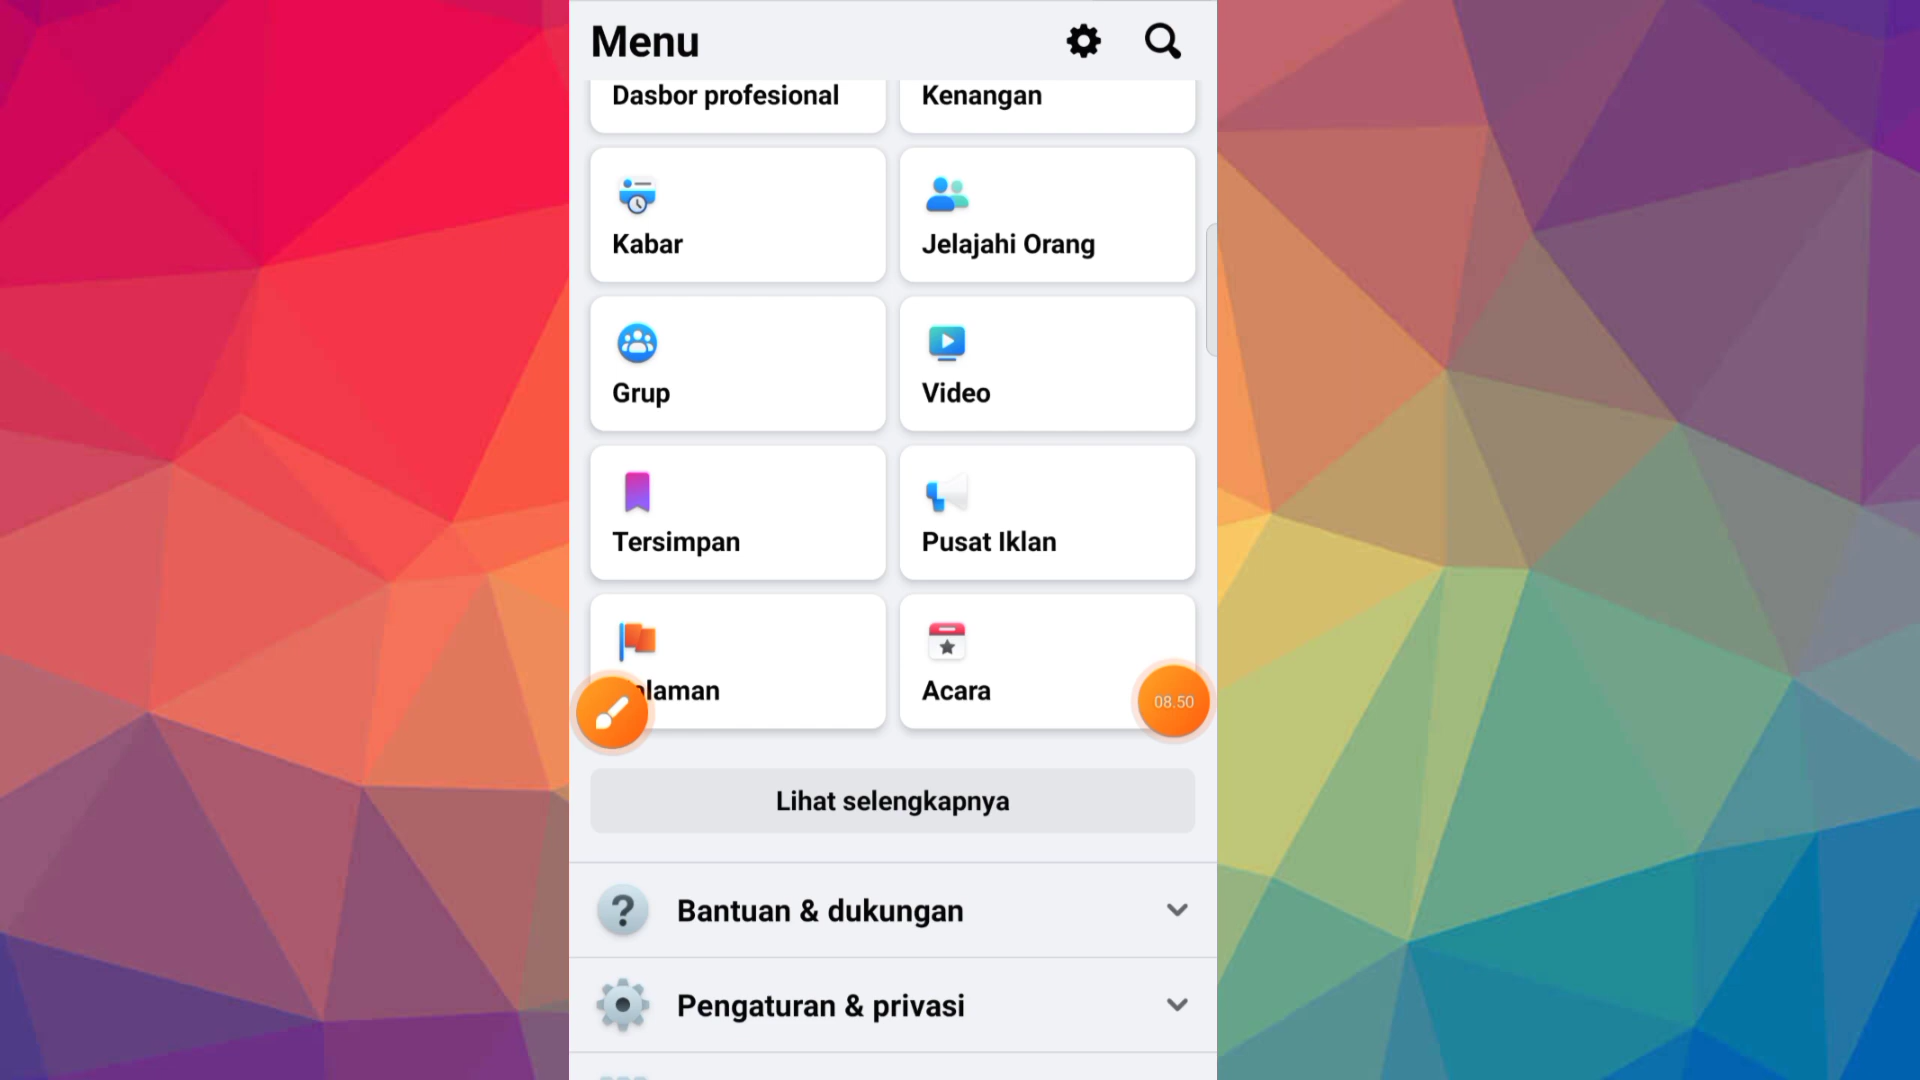 Menu
Dasbor profesional
Kenangan
Kabar
Jelajahi Orang
Grup
Video
Tersimpan
Pusat Iklan
laman
Acara
08.50
Lihat selengkapnya
Bantuan & dukungan
Pengaturan & privasi